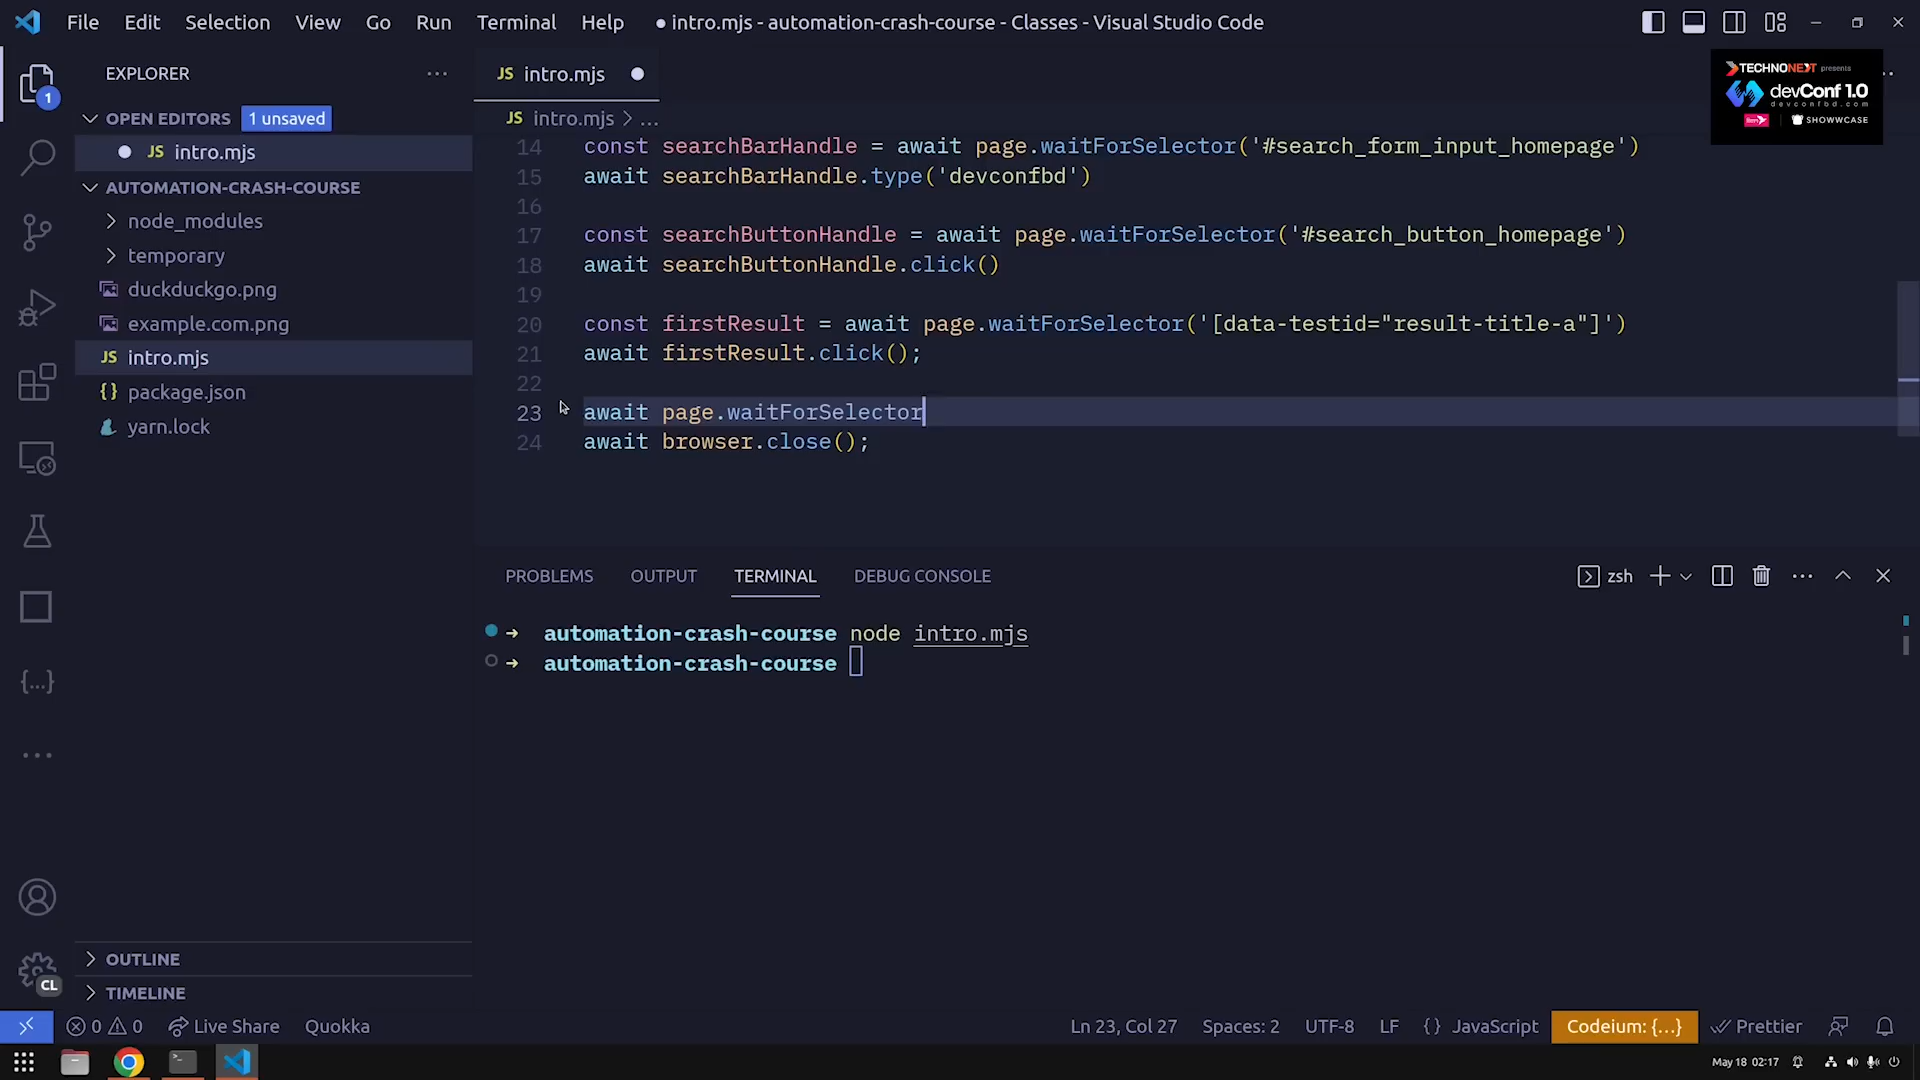 File Edit Selection View Go Run Terminal Help
● intro.mjs - automation-crash-course - Classes - Visual Studio Code
TECHNONEXT presents
devConf 1.0
devconfbd.com
SHOWWCASE
1
EXPLORER
OPEN EDITORS 1 unsaved
JS intro.mjs
AUTOMATION-CRASH-COURSE
node_modules
temporary
duckduckgo.png
example.com.png
JS intro.mjs
{} package.json
yarn.lock
OUTLINE
TIMELINE
CL
JS intro.mjs
JS intro.mjs > ...
14 const searchBarHandle = await page.waitForSelector('#search_form_input_homepage')
15 await searchBarHandle.type('devconfbd')
16
17 const searchButtonHandle = await page.waitForSelector('#search_button_homepage')
18 await searchButtonHandle.click()
19
20 const firstResult = await page.waitForSelector('[data-testid="result-title-a"]')
21 await firstResult.click();
22
23 await page.waitForSelector
24 await browser.close();
PROBLEMS OUTPUT TERMINAL DEBUG CONSOLE
zsh
→ automation-crash-course node intro.mjs
→ automation-crash-course
0 0 Live Share Quokka
Ln 23, Col 27 Spaces: 2 UTF-8 LF {} JavaScript Codeium: {...} Prettier
May 18 02:17